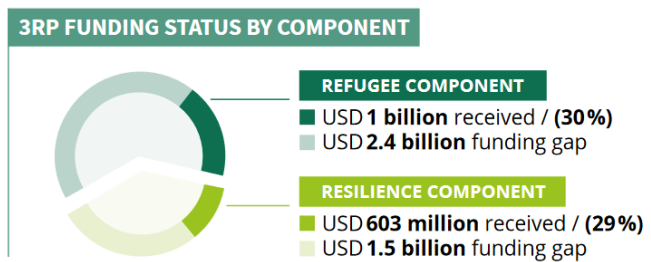 3RP FUNDING STATUS BY COMPONENT
REFUGEE COMPONENT
USD 1 billion received / (30%)
USD 2.4 billion funding gap
RESILIENCE COMPONENT
USD 603 million received / (29%)
USD 1.5 billion funding gap